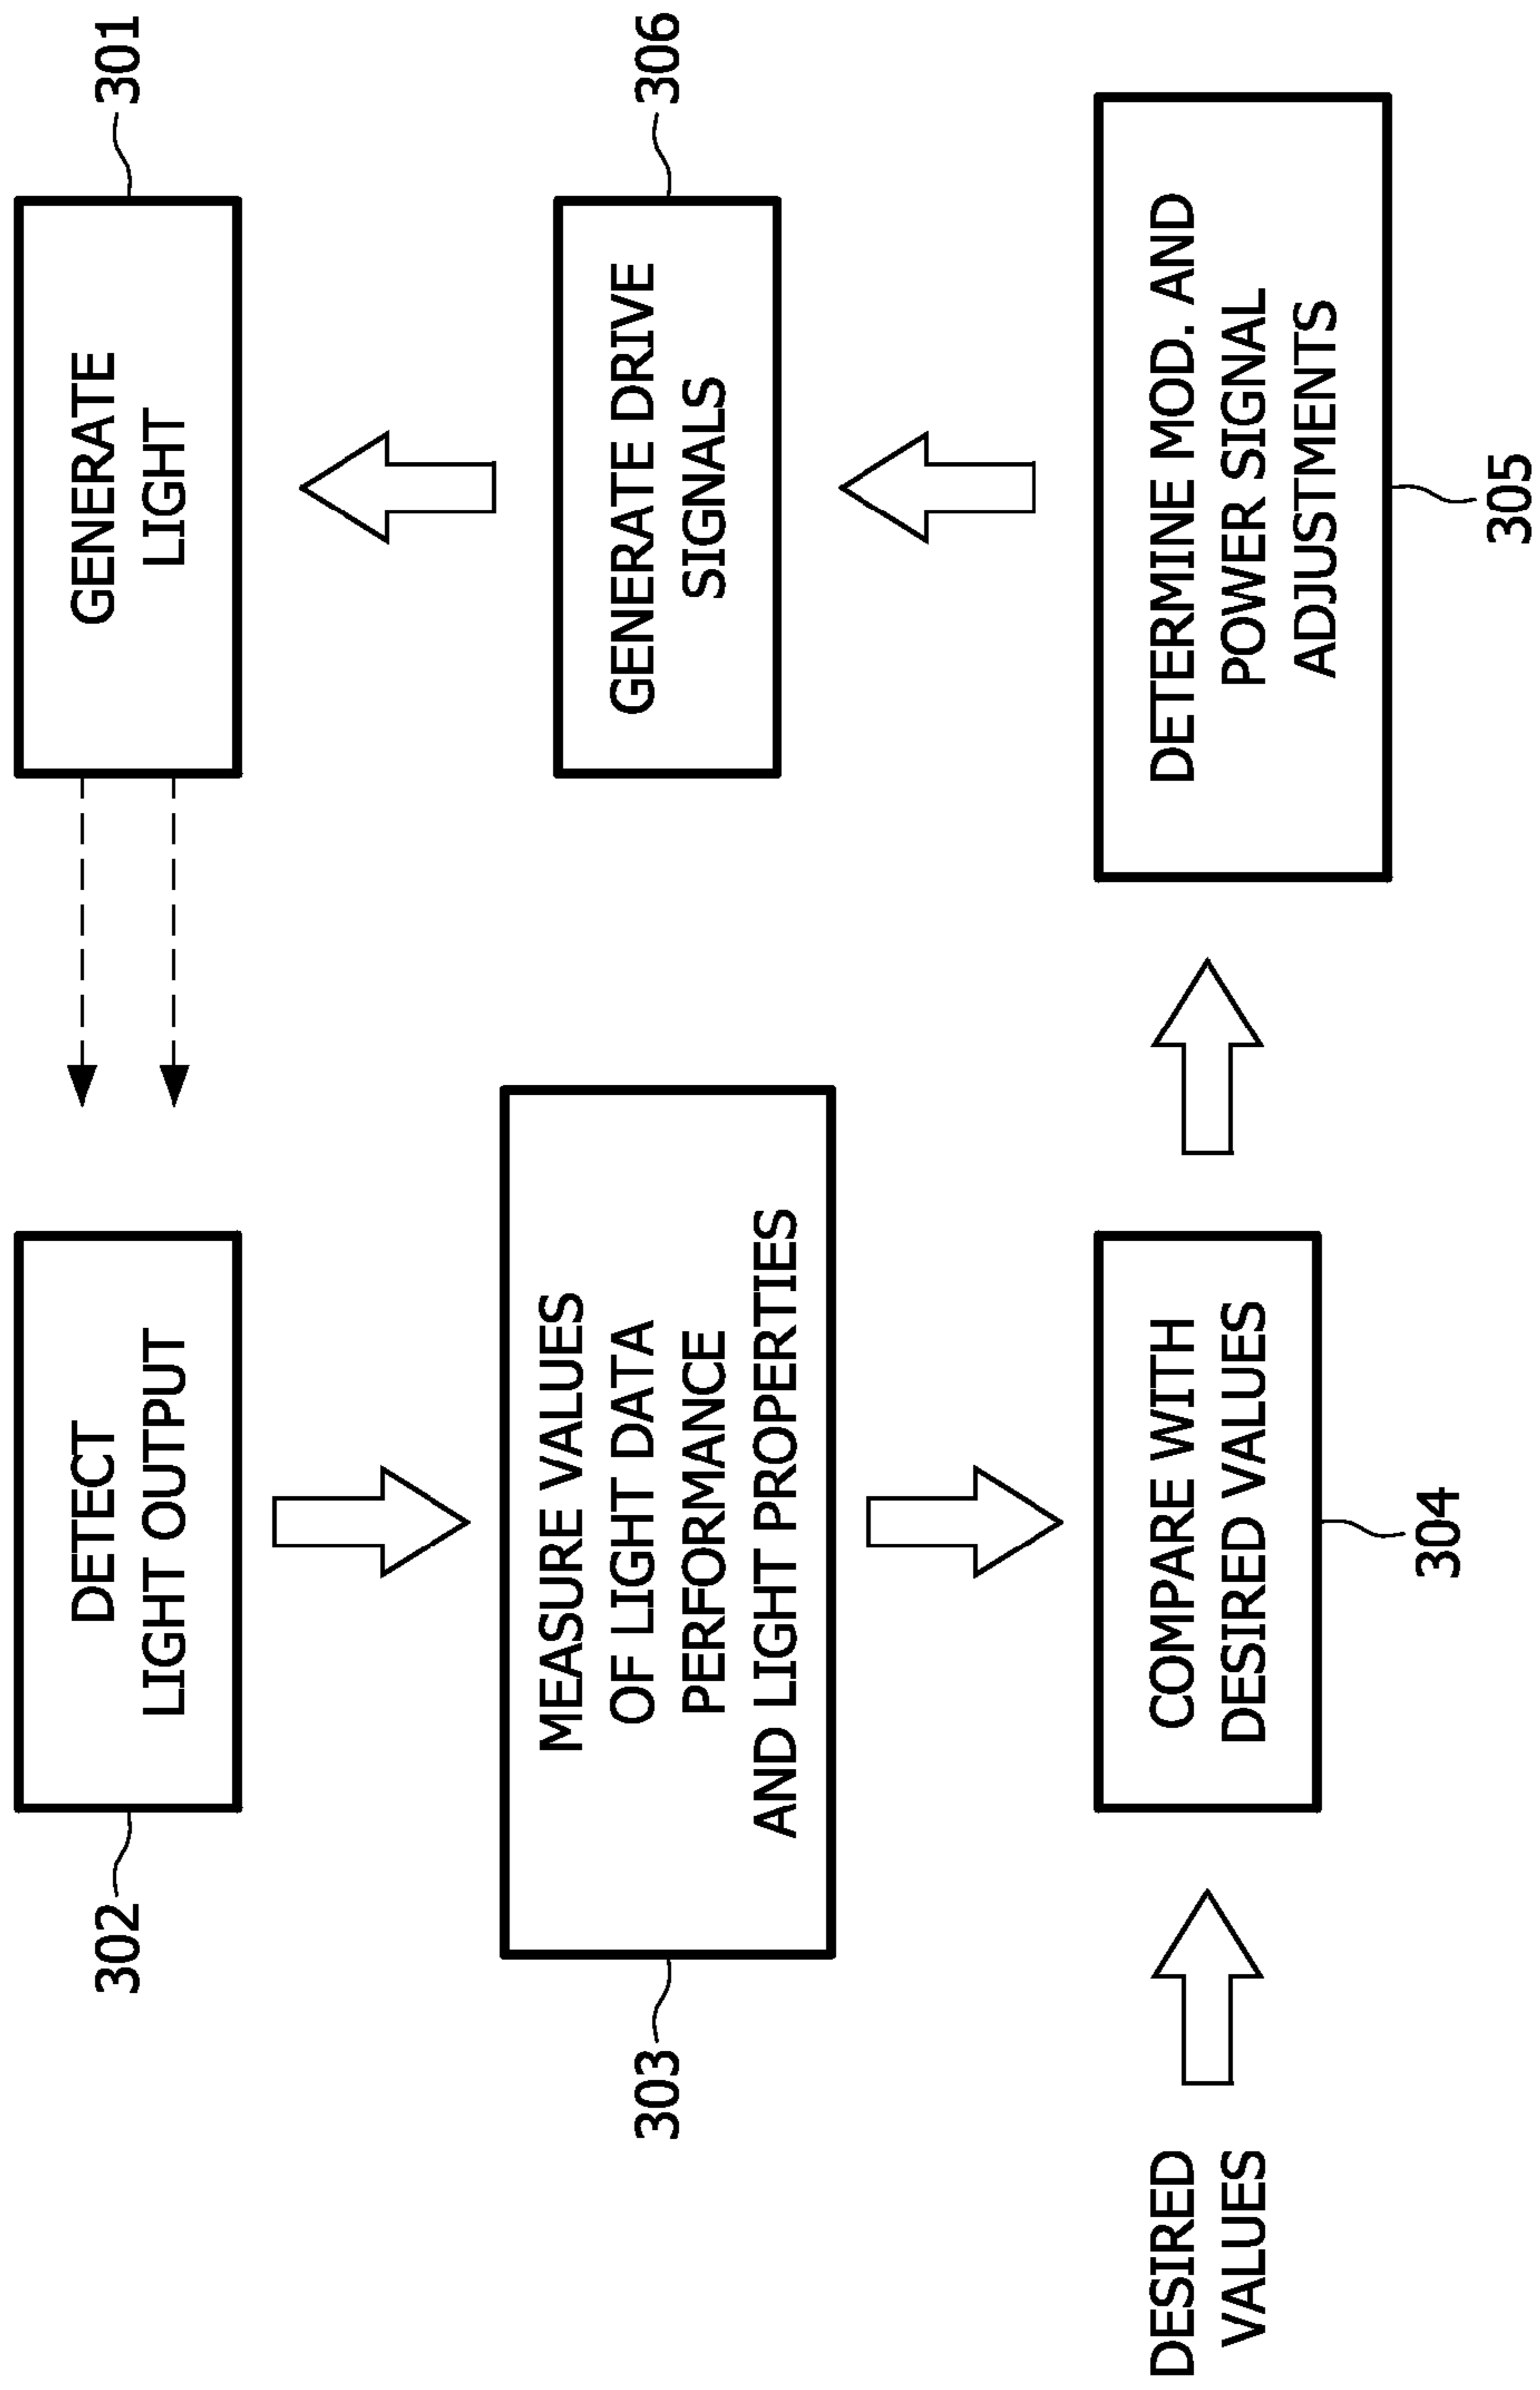 302
DETECT
LIGHT OUTPUT
GENERATE
LIGHT
301
303
MEASURE VALUES
OF LIGHT DATA
PERFORMANCE
AND LIGHT PROPERTIES
GENERATE DRIVE
SIGNALS
306
DESIRED
VALUES
COMPARE WITH
DESIRED VALUES
304
DETERMINE MOD. AND
POWER SIGNAL
ADJUSTMENTS
305